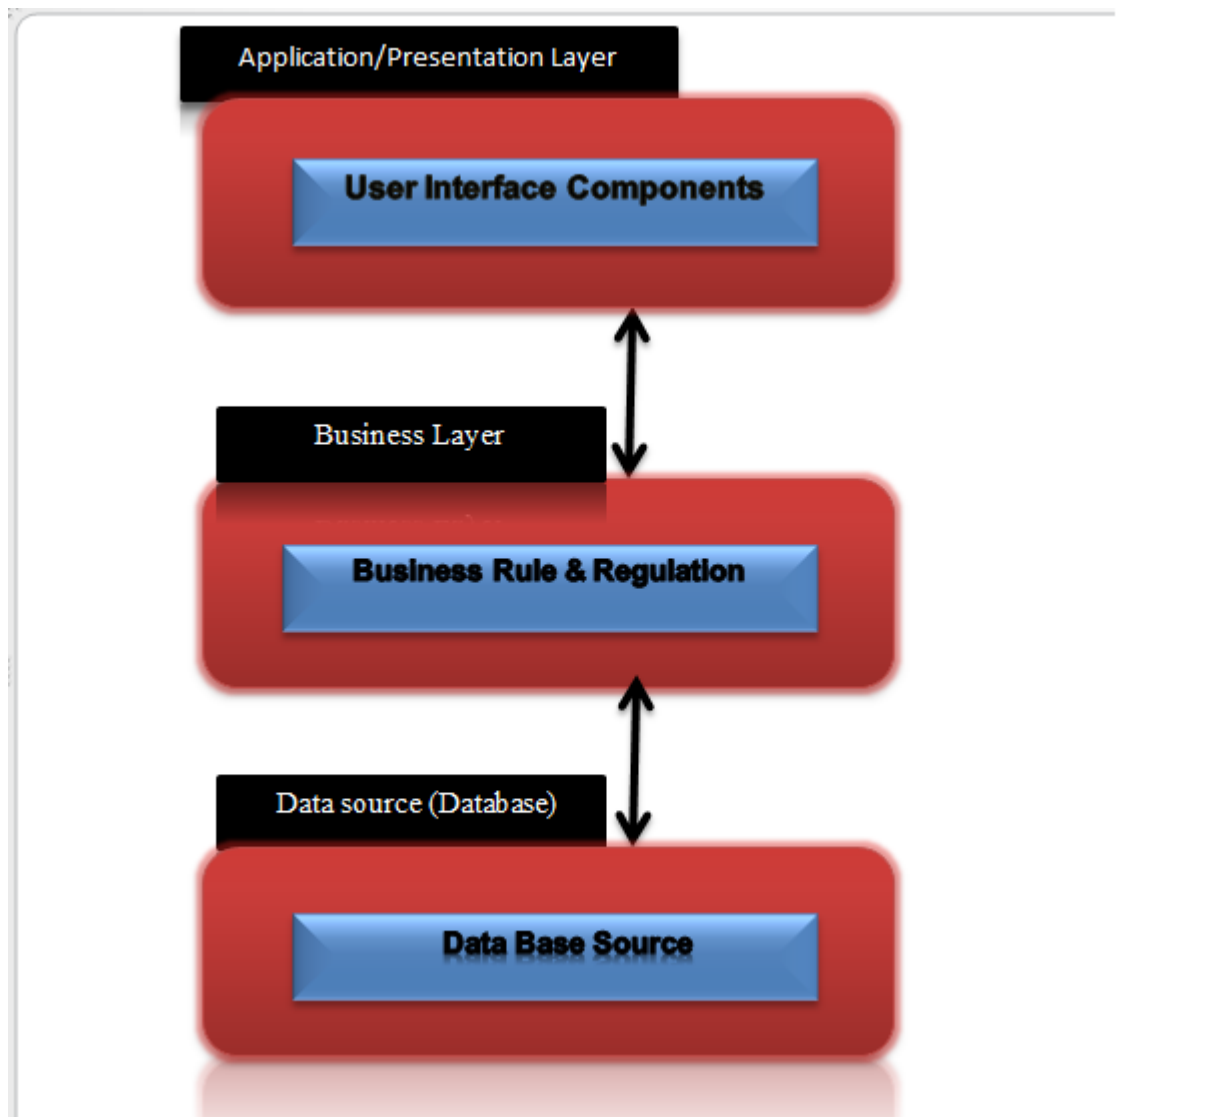 Application/Presentation Layer
User Interface Components
Business Layer
Business Rule & Regulation
Data source (Database)
Data Base Source